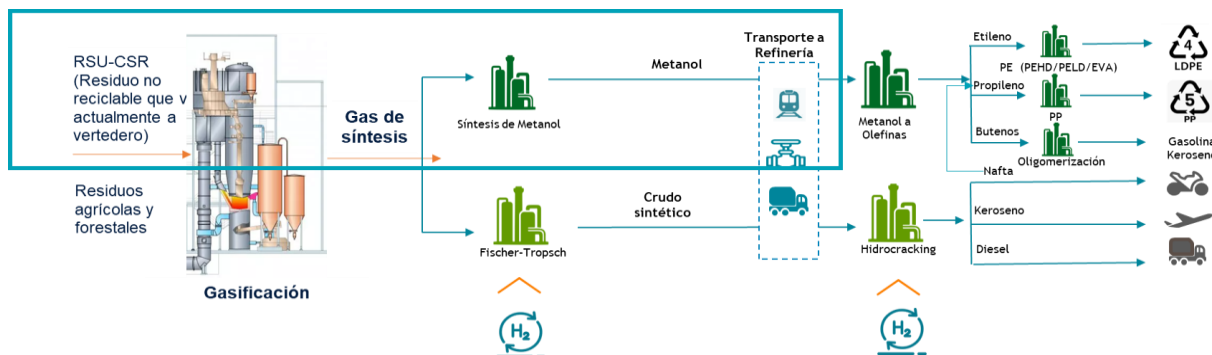 RSU-CSR
(Residuo no
reciclable que v
actualmente a
vertedero)
Residuos
agrícolas y
forestales
Gasificación
Gas de
síntesis
Síntesis de Metanol
Metanol
Fischer-Tropsch
Crudo
sintético
H2
Transporte a
Refinería
Metanol a
Olefinas
Hidrocracking
H2
Etileno
PE (PEHD/PELD/EVA)
4
LDPE
Propileno
PP
5
PP
Butenos
Oligomerización
Gasolina
Keroseno
Nafta
Keroseno
Diesel